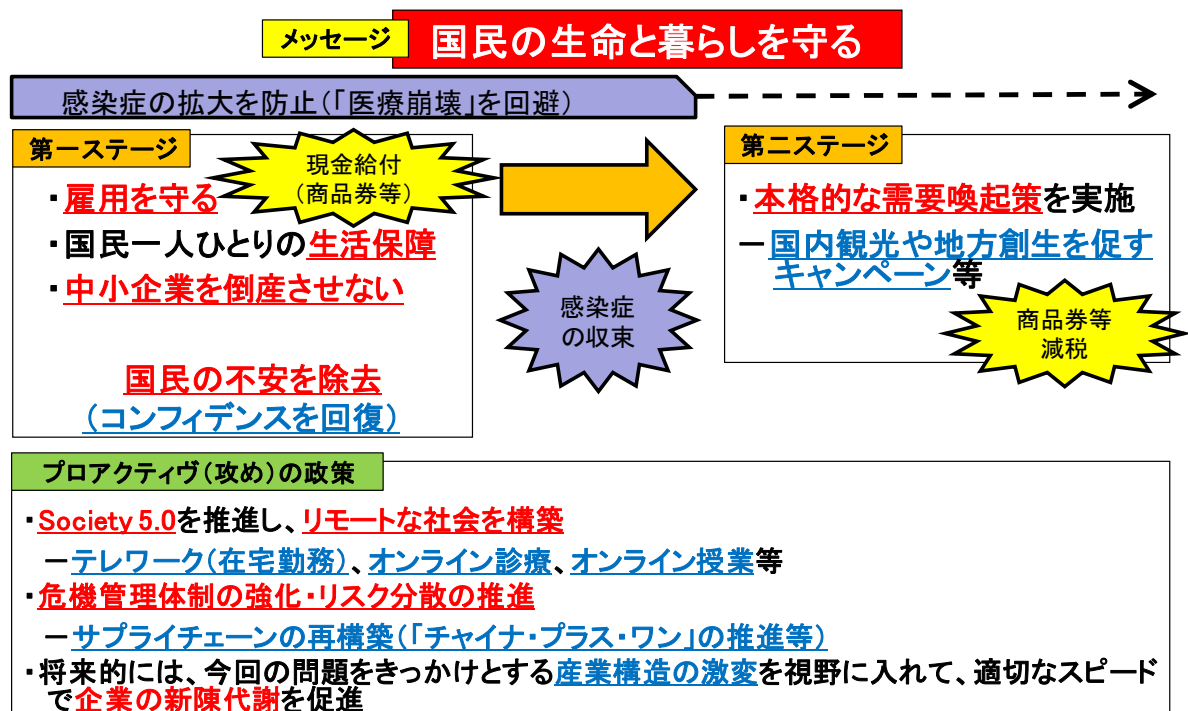 メッセージ
国民の生命と暮らしを守る
感染症の拡大を防止(「医療崩壊」を回避)
第一ステージ
現金給付
(商品券等)
・雇用を守る
・国民一人ひとりの生活保障
・中小企業を倒産させない
国民の不安を除去
(コンフィデンスを回復)
感染症
の収束
第二ステージ
・本格的な需要喚起策を実施
－国内観光や地方創生を促す
キャンペーン等
商品券等
減税
プロアクティヴ(攻め)の政策
・Society 5.0を推進し、リモートな社会を構築
－テレワーク(在宅勤務)、オンライン診療、オンライン授業等
・危機管理体制の強化・リスク分散の推進
－サプライチェーンの再構築(「チャイナ・プラス・ワン」の推進等)
・将来的には、今回の問題をきっかけとする産業構造の激変を視野に入れて、適切なスピード
で企業の新陳代謝を促進